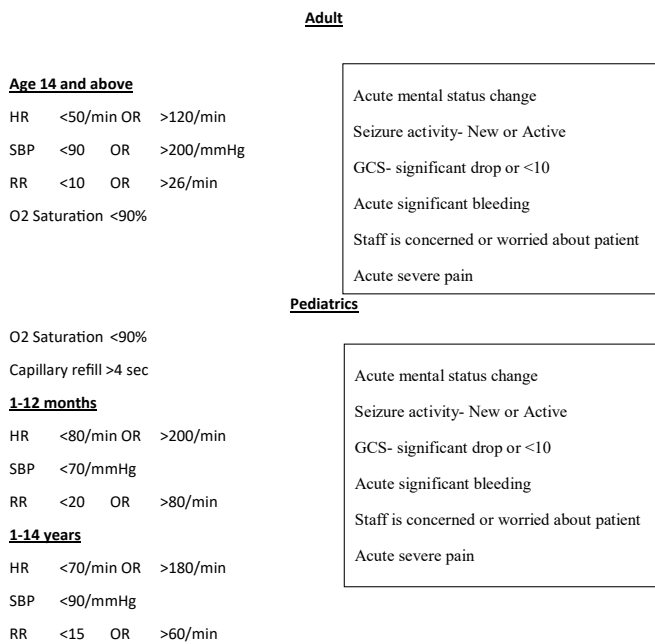 Adult
Age 14 and above
HR <50/min OR >120/min
SBP <90 OR >200/mmHg
RR <10 OR >26/min
O2 Saturation <90%
Acute mental status change
Seizure activity- New or Active
GCS- significant drop or <10
Acute significant bleeding
Staff is concerned or worried about patient
Acute severe pain
Pediatrics
O2 Saturation <90%
Capillary refill >4 sec
1-12 months
HR <80/min OR >200/min
SBP <70/mmHg
RR <20 OR >80/min
1-14 years
HR <70/min OR >180/min
SBP <90/mmHg
RR <15 OR >60/min
Acute mental status change
Seizure activity- New or Active
GCS- significant drop or <10
Acute significant bleeding
Staff is concerned or worried about patient
Acute severe pain